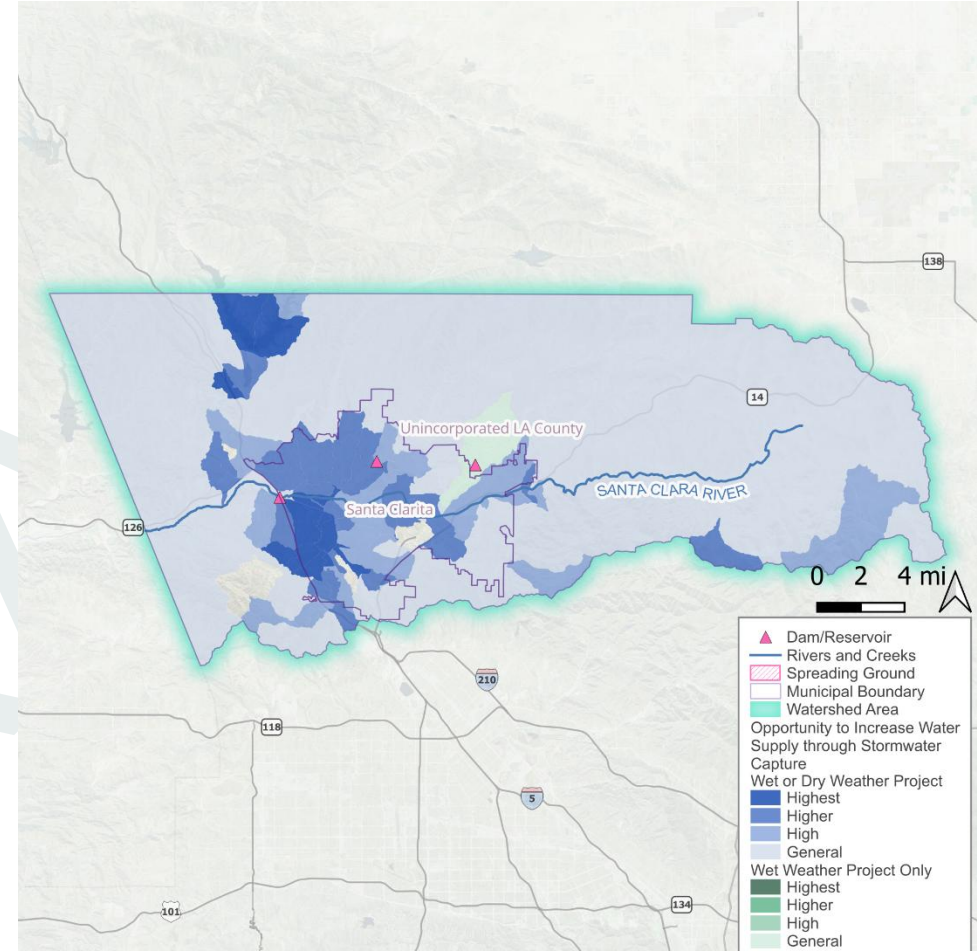 138
14
Unincorporated LA County
SANTA CLARA RIVER
Santa Clarita
126
0 2 4 mi
210
118
5
101
134
Dam/Reservoir
Rivers and Creeks
Spreading Ground
Municipal Boundary
Watershed Area
Opportunity to Increase Water
Supply through Stormwater
Capture
Wet or Dry Weather Project
Highest
Higher
High
General
Wet Weather Project Only
Highest
Higher
High
General